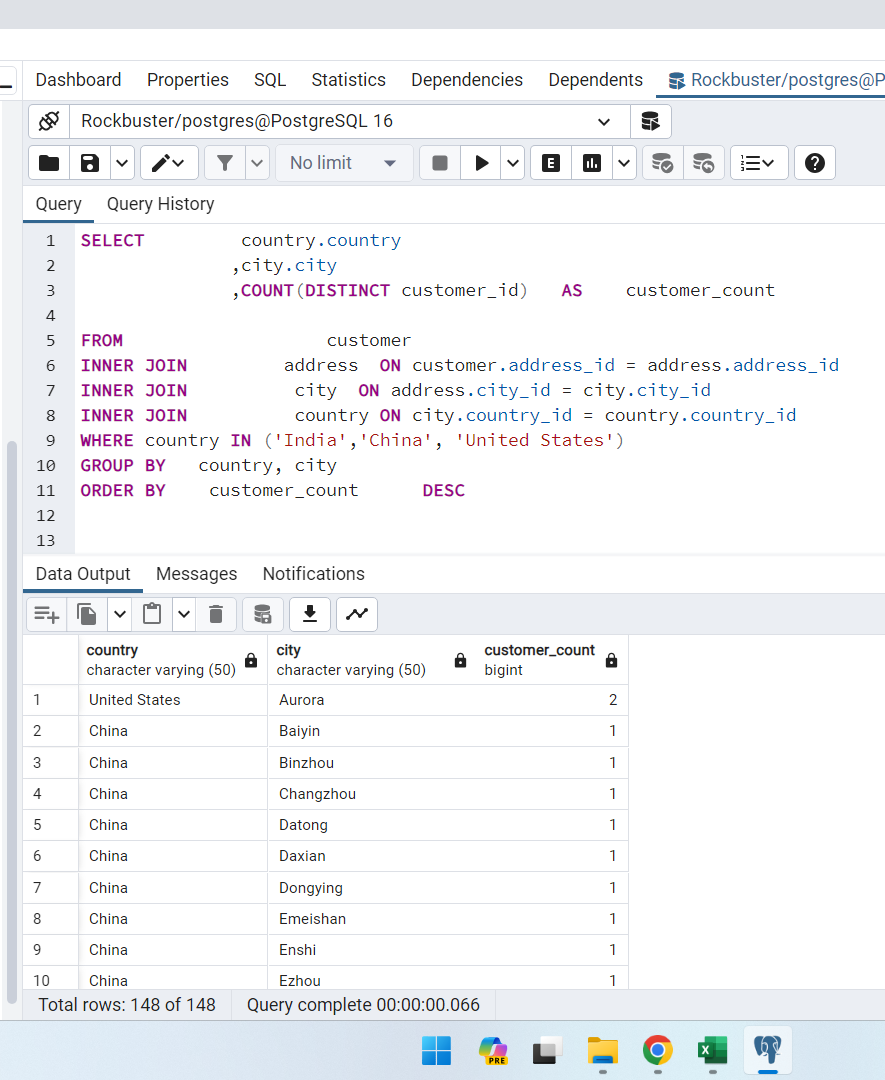 Dashboard Properties SQL Statistics Dependencies Dependents Rockbuster/postgres@P
Rockbuster/postgres@PostgreSQL 16
No limit E
Query Query History
1 SELECT country.country
2 ,city.city
3 ,COUNT(DISTINCT customer_id) AS customer_count
4
5 FROM customer
6 INNER JOIN address ON customer.address_id = address.address_id
7 INNER JOIN city ON address.city_id = city.city_id
8 INNER JOIN country ON city.country_id = country.country_id
9 WHERE country IN ('India','China', 'United States')
10 GROUP BY country, city
11 ORDER BY customer_count DESC
12
13
Data Output Messages Notifications
country city customer_count
character varying (50) character varying (50) bigint
1 United States Aurora 2
2 China Baiyin 1
3 China Binzhou 1
4 China Changzhou 1
5 China Datong 1
6 China Daxian 1
7 China Dongying 1
8 China Emeishan 1
9 China Enshi 1
10 China Ezhou 1
Total rows: 148 of 148 Query complete 00:00:00.066
PRE